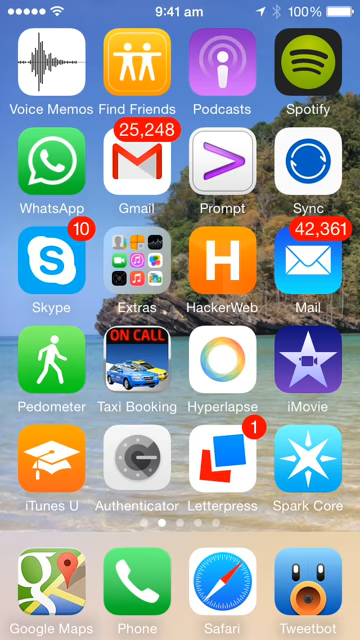 9:41 am
100%
Voice Memos
Find Friends
Podcasts
Spotify
25,248
WhatsApp
Gmail
Prompt
Sync
10
42,361
H
Skype
Extras
HackerWeb
Mail
ON CALL
Pedometer
Taxi Booking
Hyperlapse
iMovie
1
iTunes U
Authenticator
Letterpress
Spark Core
Google Maps
Phone
Safari
Tweetbot